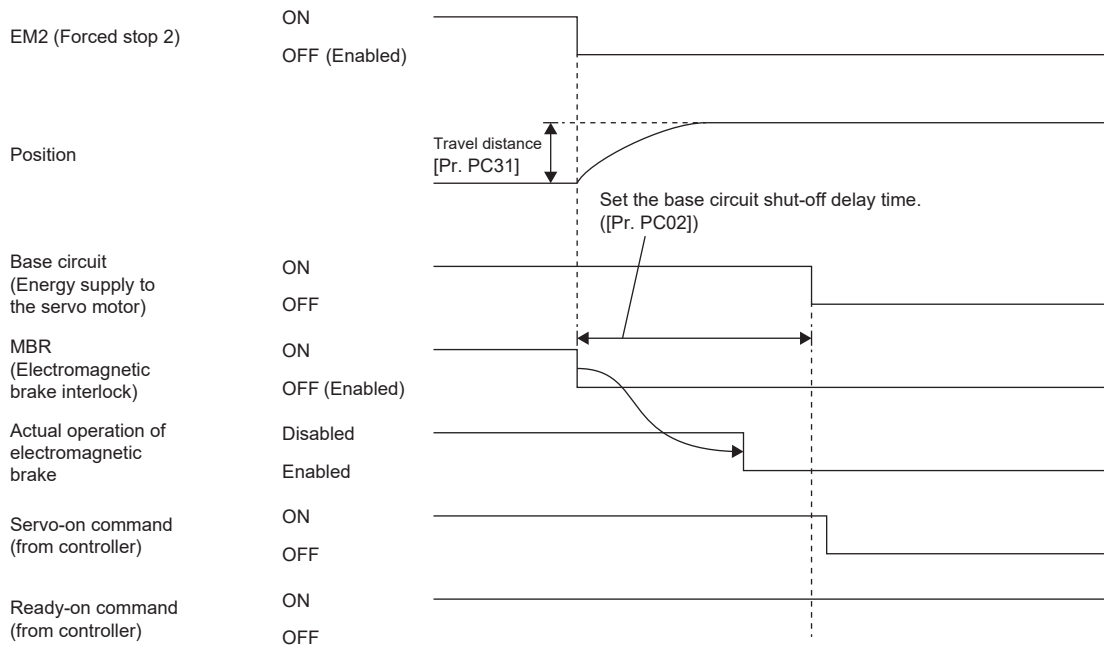 EM2 (Forced stop 2)
ON
OFF (Enabled)
Position
Travel distance
[Pr. PC31]
Set the base circuit shut-off delay time.
([Pr. PC02])
Base circuit
(Energy supply to
the servo motor)
ON
OFF
MBR
(Electromagnetic
brake interlock)
ON
OFF (Enabled)
Actual operation of
electromagnetic
brake
Disabled
Enabled
Servo-on command
(from controller)
ON
OFF
Ready-on command
(from controller)
ON
OFF